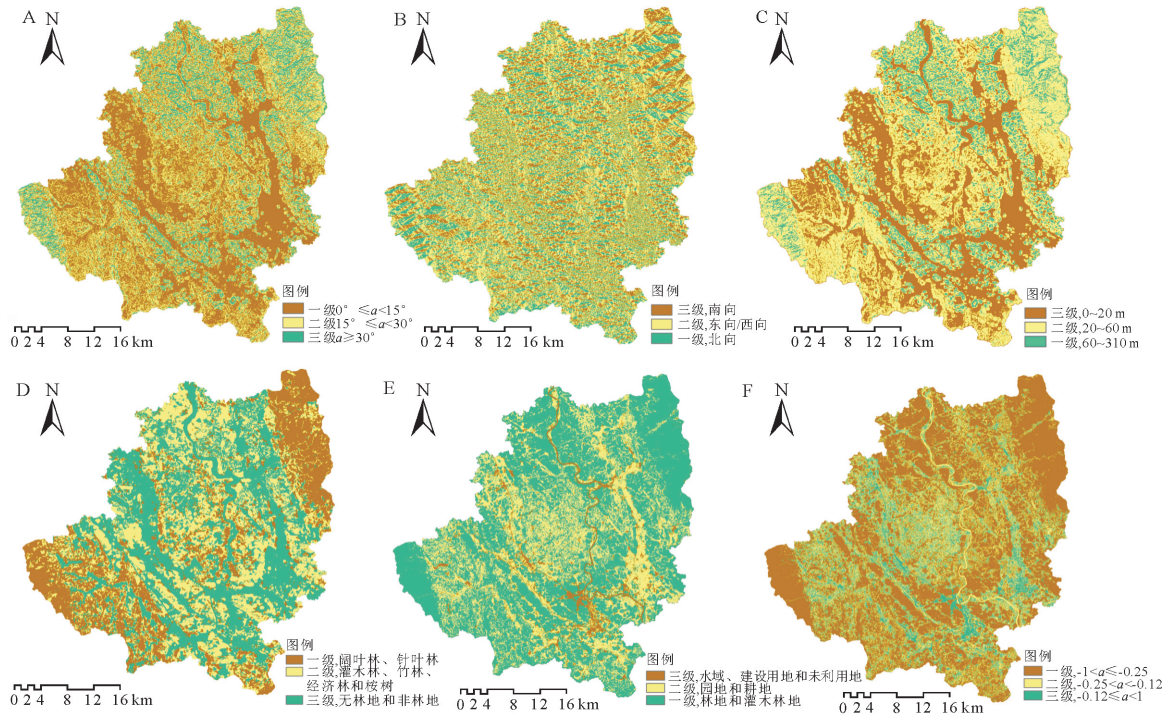 A
N
图例
一级0° ≤a<15°
二级15° ≤a<30°
三级a≥30°
0 2 4 8 12 16 km
B
N
图例
三级,南向
二级,东向/西向
一级,北向
0 2 4 8 12 16 km
C
N
图例
三级,0~20 m
二级,20~60 m
一级,60~310 m
0 2 4 8 12 16 km
D
N
图例
一级,阔叶林、针叶林
二级,灌木林、竹林、
经济林和桉树
三级,无林地和非林地
0 2 4 8 12 16 km
E
N
图例
三级,水域、建设用地和未利用地
二级,园地和耕地
一级,林地和灌木林地
0 2 4 8 12 16 km
F
N
图例
一级,-1<a≤-0.25
二级,-0.25<a<-0.12
三级,-0.12≤a<1
0 2 4 8 12 16 km